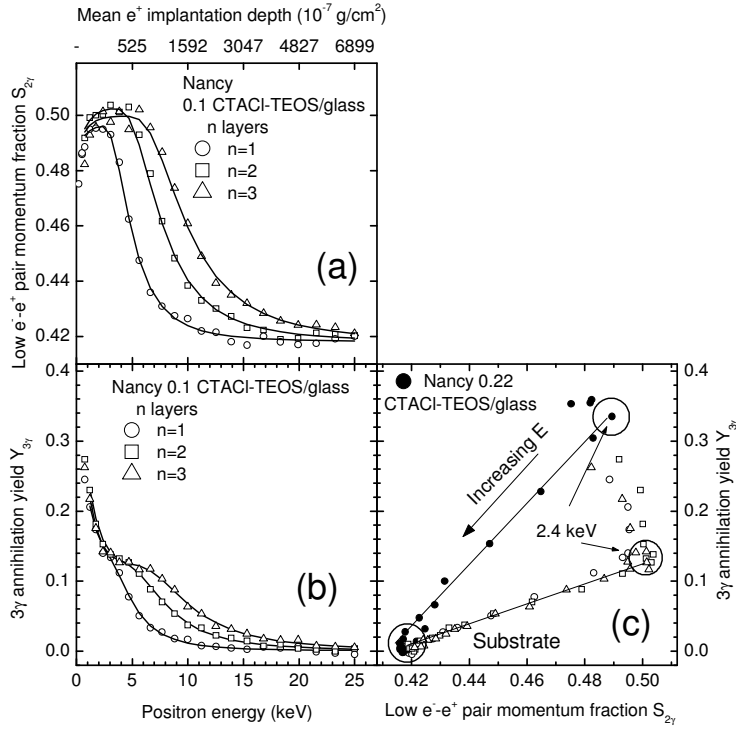 Mean e⁺ implantation depth (10⁻⁷ g/cm²)
- 525 1592 3047 4827 6899
Low e⁻-e⁺ pair momentum fraction S₂γ
0.50
0.48
0.46
0.44
0.42
Nancy
0.1 CTACl-TEOS/glass
n layers
n=1
n=2
n=3
(a)
3γ annihilation yield Y₃γ
0.4
0.3
0.2
0.1
0.0
Nancy 0.1 CTACl-TEOS/glass
n layers
n=1
n=2
n=3
(b)
0 5 10 15 20 25
Positron energy (keV)
Nancy 0.22
CTACl-TEOS/glass
Increasing E
2.4 keV
Substrate
(c)
0.4
0.3
0.2
0.1
0.0
3γ annihilation yield Y₃γ
0.42 0.44 0.46 0.48 0.50
Low e⁻-e⁺ pair momentum fraction S₂γ